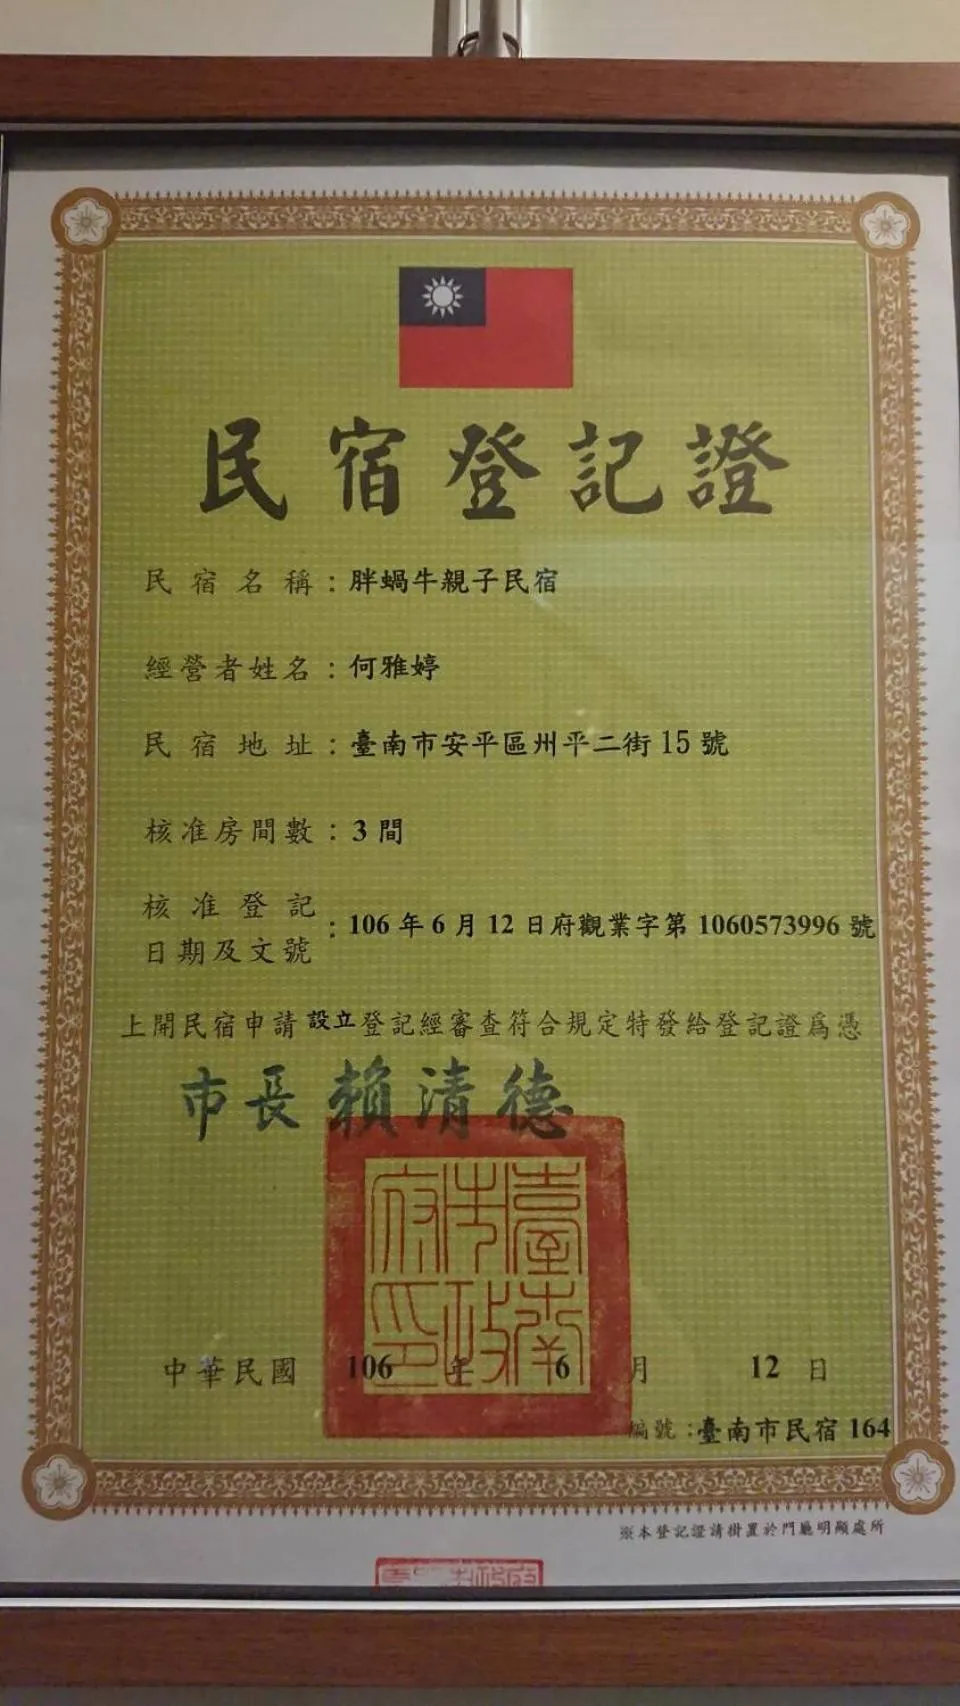 民宿登記證
民宿名稱：胖蝸牛親子民宿
經營者姓名：何雅婷
民宿地址：臺南市安平區州平二街15號
核准房間數：3間
核准登記日期及文號：106年6月12日府觀業字第1060573996號
上開民宿申請設立登記經審查符合規定特發給登記證為憑
市長賴清德
臺南市政府印
中華民國 106 年 6 月 12 日
編號：臺南市民宿164
※本登記證請掛置於門廳明顯處所